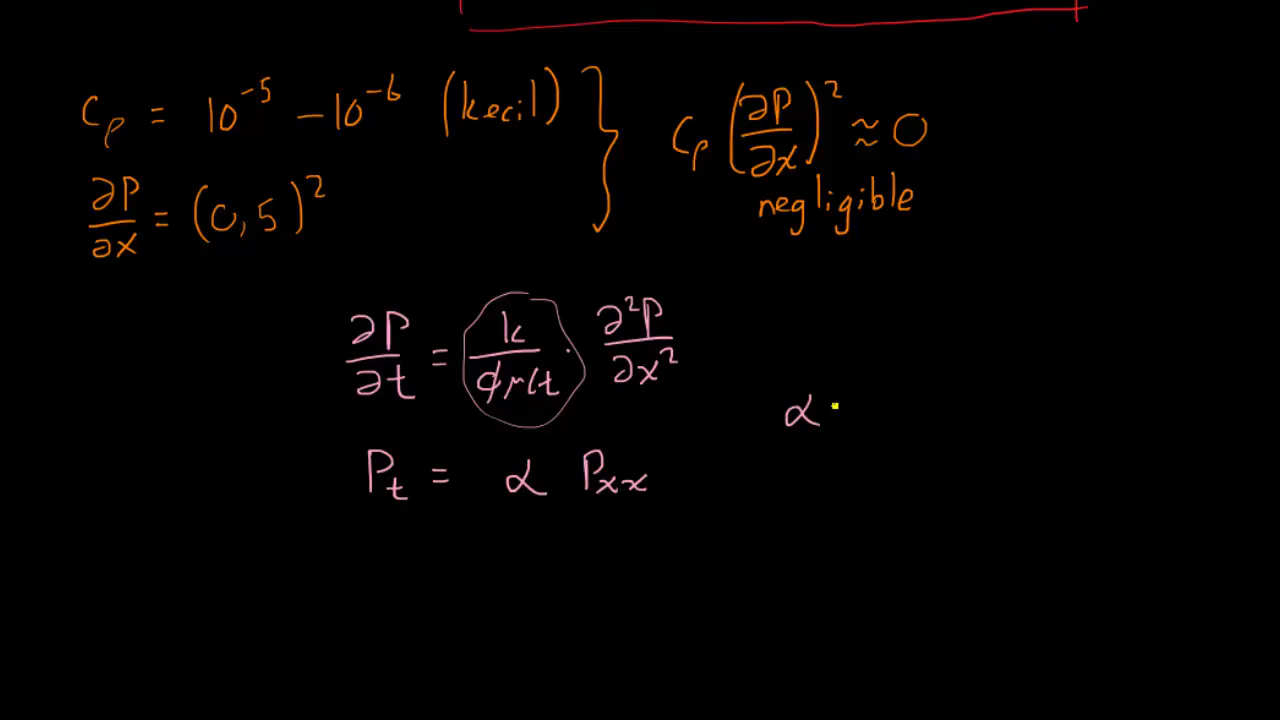 Cρ = 10⁻⁵ – 10⁻⁶ (kecil) } Cρ (∂P/∂x)² ≈ 0
∂P/∂x = (0,5)²
negligible
∂P/∂t = k/ϕμCt · ∂²P/∂x²
α
Pt = α Pxx